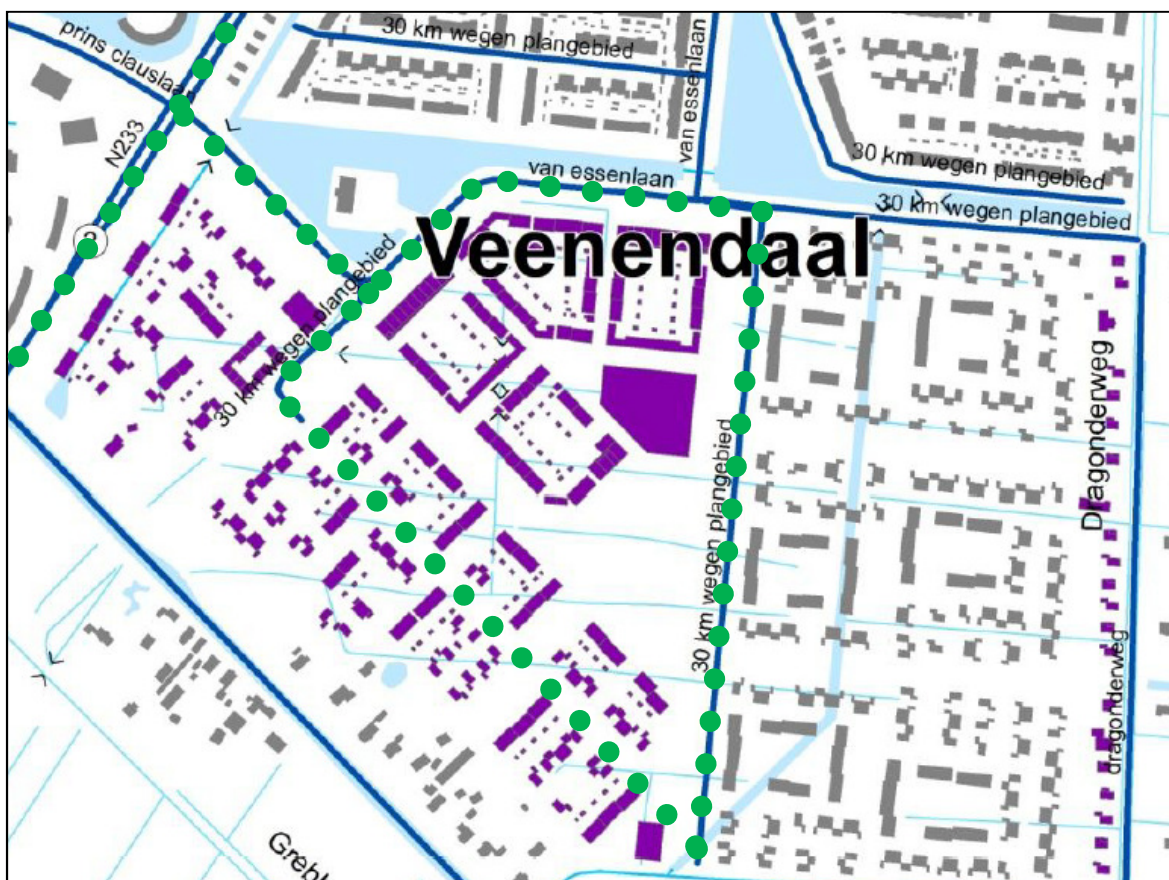 30 km wegen plangebied
prins clauslaan
van essenlaan
N233
30 km wegen plangebied
van essenlaan
30 km wegen plangebied
Veenendaal
30 km wegen plangebied
Dragonderweg
30 km wegen plangebied
dragonderweg